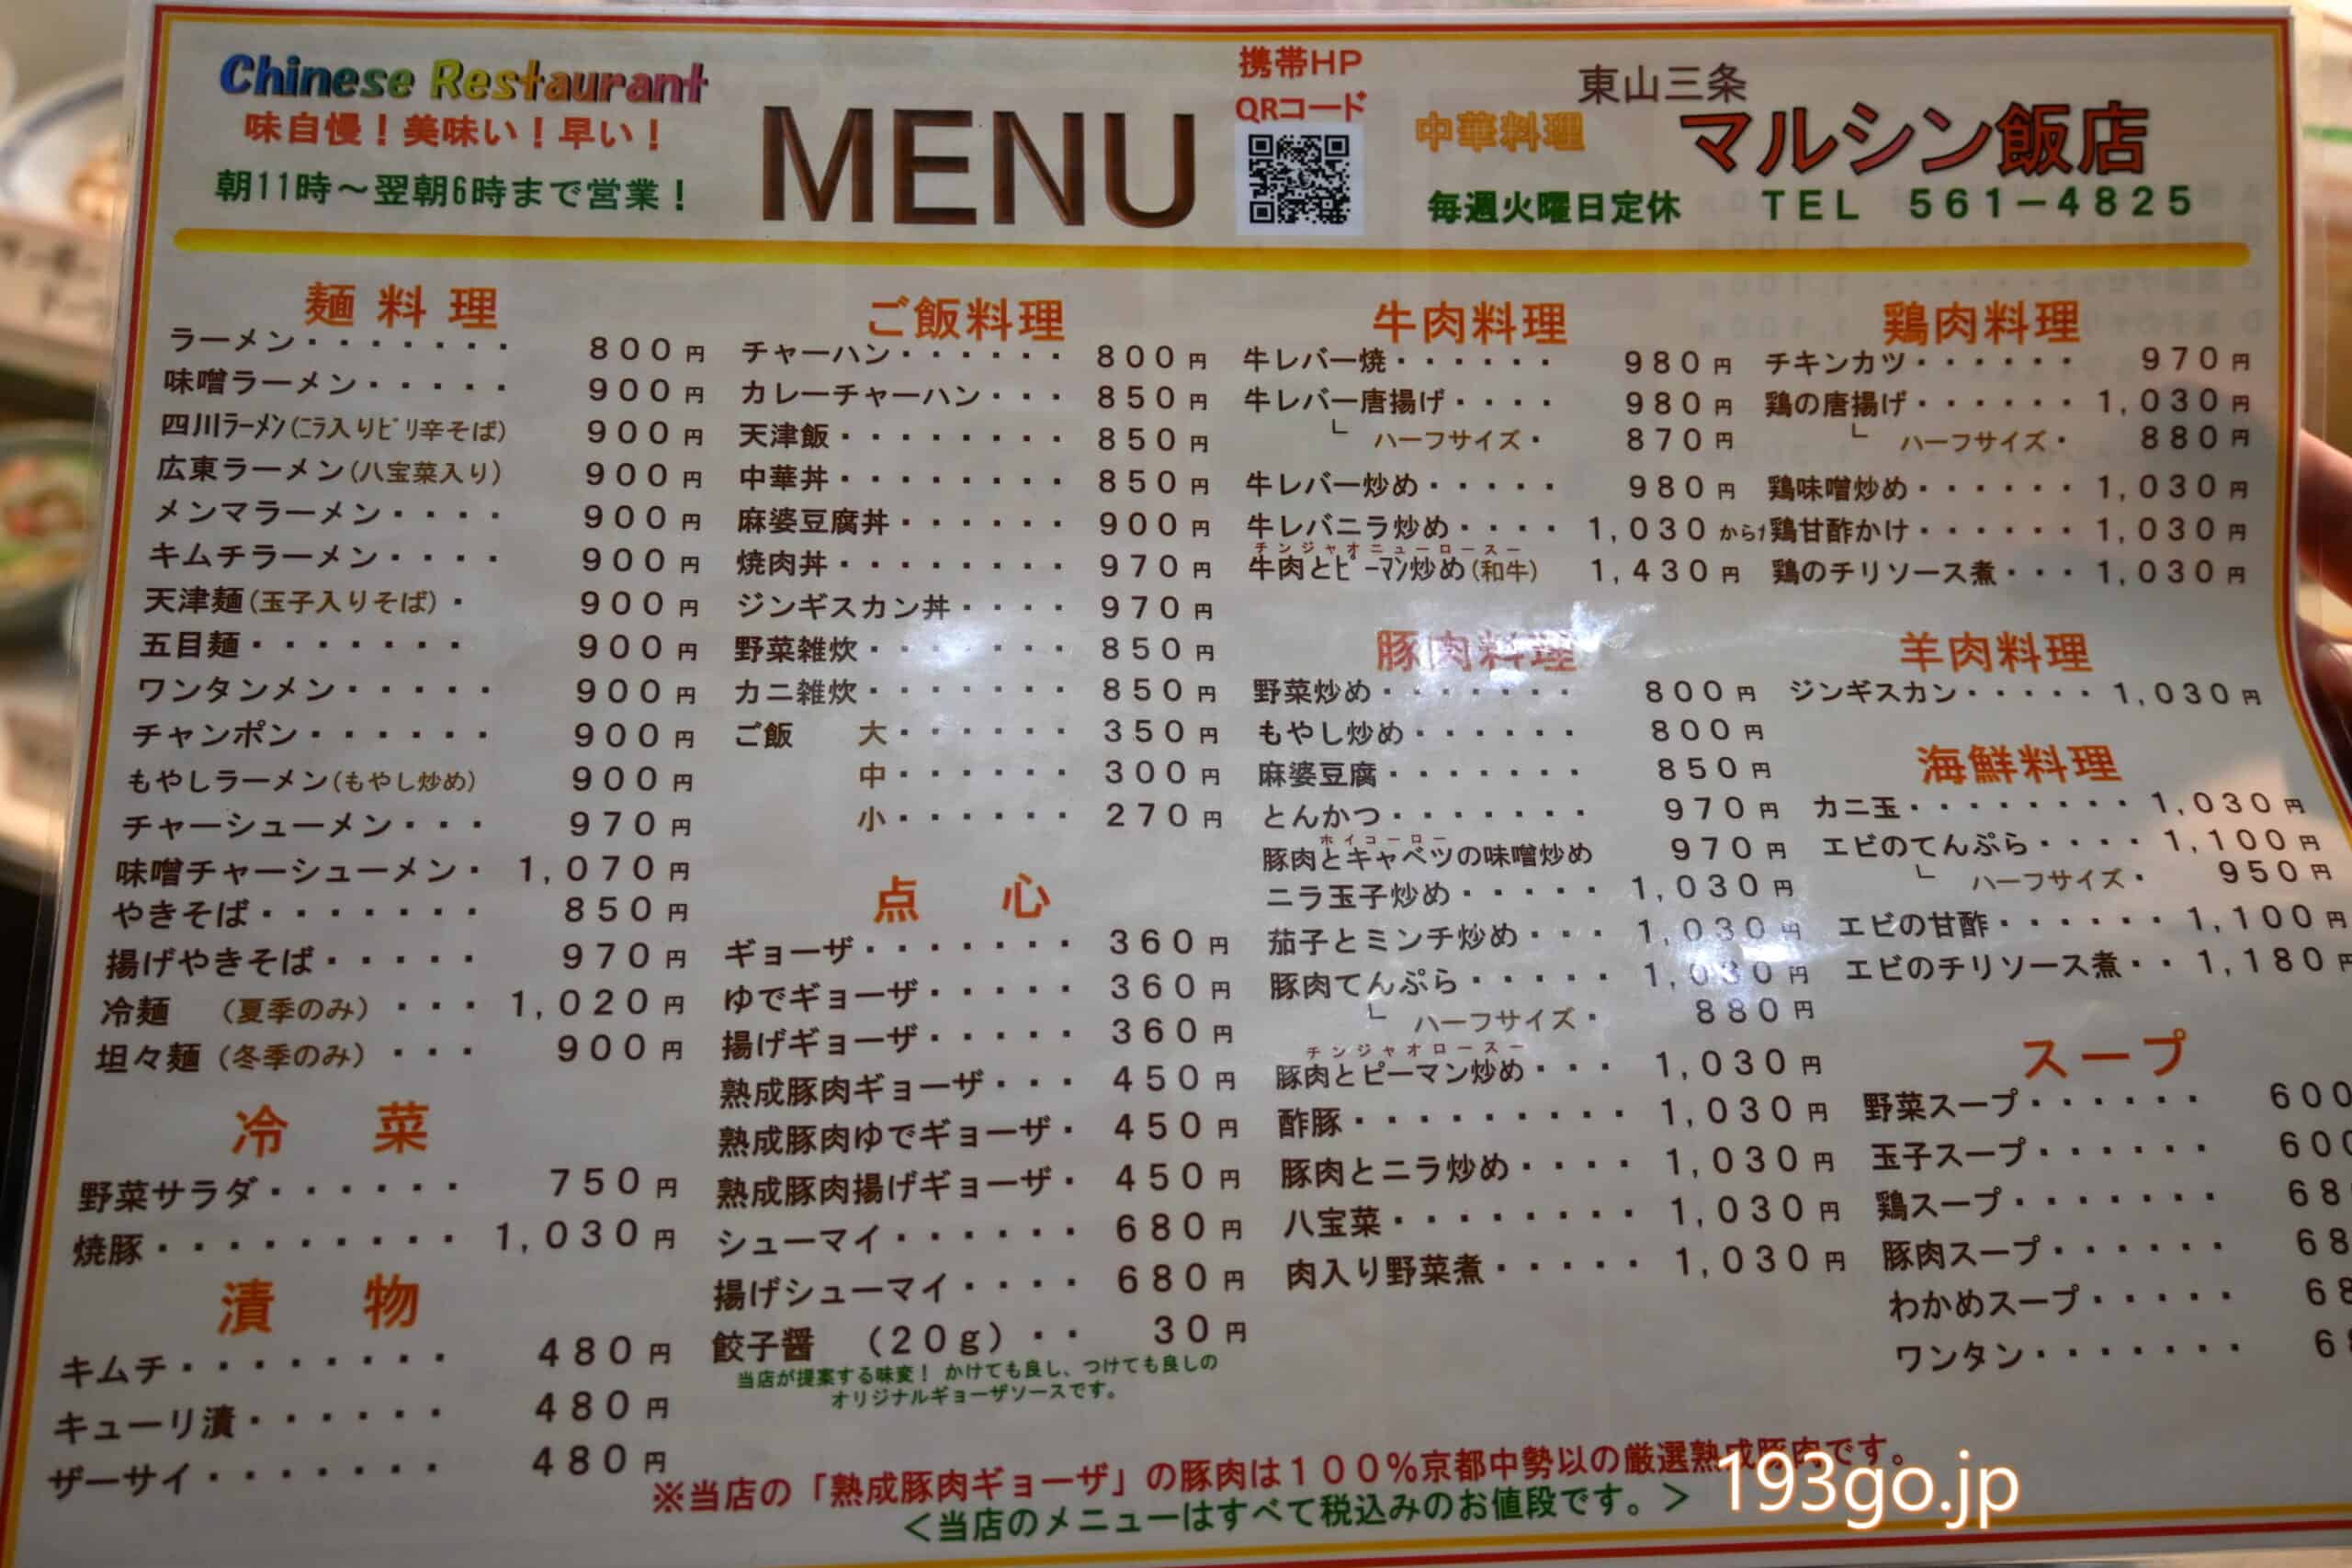 Chinese Restaurant
味自慢！美味い！早い！
朝11時～翌朝6時まで営業！
MENU
携帯HP
QRコード
東山三条
中華料理 マルシン飯店
毎週火曜日定休 TEL 561－4825
麺料理
ラーメン・・・・・・・ 800円
味噌ラーメン・・・・・ 900円
四川ラーメン(ニラ入りピリ辛そば) 900円
広東ラーメン(八宝菜入り) 900円
メンマラーメン・・・・ 900円
キムチラーメン・・・・ 900円
天津麺(玉子入りそば)・ 900円
五目麺・・・・・・・ 900円
ワンタンメン・・・・・ 900円
チャンポン・・・・・・ 900円
もやしラーメン(もやし炒め) 900円
チャーシューメン・・・ 970円
味噌チャーシューメン・ 1,070円
やきそば・・・・・・・ 850円
揚げやきそば・・・・・ 970円
冷麺 （夏季のみ）・・・ 1,020円
坦々麺（冬季のみ）・・・ 900円
冷菜
野菜サラダ・・・・・・ 750円
焼豚・・・・・・・・・ 1,030円
漬物
キムチ・・・・・・・・・ 480円
キューリ漬・・・・・・ 480円
ザーサイ・・・・・・・ 480円
ご飯料理
チャーハン・・・・・・ 800円
カレーチャーハン・・・ 850円
天津飯・・・・・・・・ 850円
中華丼・・・・・・・・ 850円
麻婆豆腐丼・・・・・・ 900円
焼肉丼・・・・・・・・ 970円
ジンギスカン丼・・・・ 970円
野菜雑炊・・・・・・・ 850円
カニ雑炊・・・・・・・ 850円
ご飯 大・・・・・・ 350円
中・・・・・・ 300円
小・・・・・・ 270円
点心
ギョーザ・・・・・・・ 360円
ゆでギョーザ・・・・・ 360円
揚げギョーザ・・・・・ 360円
熟成豚肉ギョーザ・・・ 450円
熟成豚肉ゆでギョーザ・ 450円
熟成豚肉揚げギョーザ・ 450円
シューマイ・・・・・・ 680円
揚げシューマイ・・・・ 680円
餃子醤 （20g）・・ 30円
当店が提案する味変！ かけても良し、つけても良しの
オリジナルギョーザソースです。
牛肉料理
牛レバー焼・・・・・・ 980円
牛レバー唐揚げ・・・・ 980円
└ ハーフサイズ・ 870円
牛レバー炒め・・・・・ 980円
牛レバニラ炒め・・・・ 1,030から
チンジャオニューロースー
牛肉とピーマン炒め(和牛) 1,430円
豚肉料理
野菜炒め・・・・・・・ 800円
もやし炒め・・・・・・ 800円
麻婆豆腐・・・・・・・ 850円
とんかつ・・・・・・・ 970円
ホイコーロー
豚肉とキャベツの味噌炒め 970円
ニラ玉子炒め・・・・・ 1,030円
茄子とミンチ炒め・・・ 1,030円
豚肉てんぷら・・・・・ 1,030円
└ ハーフサイズ・ 880円
チンジャオロースー
豚肉とピーマン炒め・・・ 1,030円
酢豚・・・・・・・・・ 1,030円
豚肉とニラ炒め・・・・ 1,030円
八宝菜・・・・・・・・ 1,030円
肉入り野菜煮・・・・・ 1,030円
鶏肉料理
チキンカツ・・・・・・ 970円
鶏の唐揚げ・・・・・・ 1,030円
└ ハーフサイズ・ 880円
鶏味噌炒め・・・・・・ 1,030円
鶏甘酢かけ・・・・・・ 1,030円
鶏のチリソース煮・・・ 1,030円
羊肉料理
ジンギスカン・・・・・ 1,030円
海鮮料理
カニ玉・・・・・・・・ 1,030円
エビのてんぷら・・・・ 1,100円
└ ハーフサイズ・ 950円
エビの甘酢・・・・・・ 1,100円
エビのチリソース煮・・ 1,180円
スープ
野菜スープ・・・・・・ 600
玉子スープ・・・・・・ 600
鶏スープ・・・・・・・ 68
豚肉スープ・・・・・・ 68
わかめスープ・・・・・ 68
ワンタン・・・・・・・ 6
※当店の「熟成豚肉ギョーザ」の豚肉は100％京都中勢以の厳選熟成豚肉です。
＜当店のメニューはすべて税込みのお値段です。＞
193go.jp